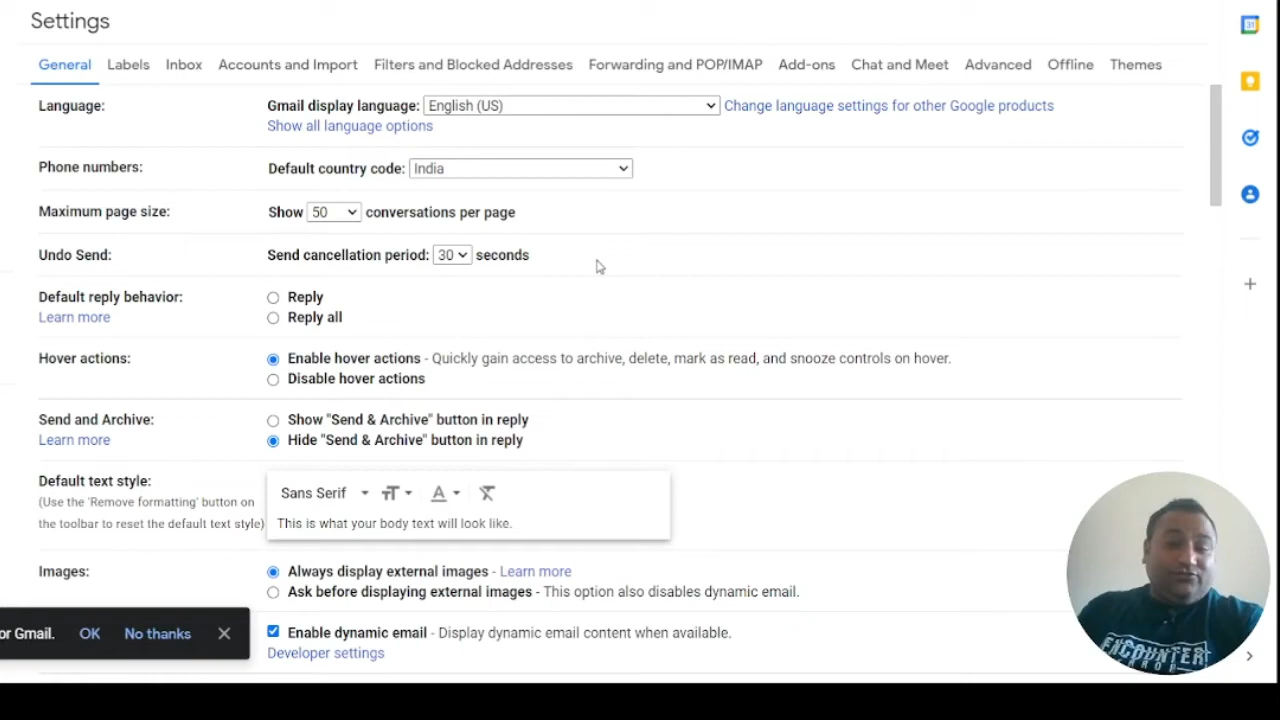 Settings
General Labels Inbox Accounts and Import Filters and Blocked Addresses Forwarding and POP/IMAP Add-ons Chat and Meet Advanced Offline Themes
Language: Gmail display language: English (US) Change language settings for other Google products
Show all language options
Phone numbers: Default country code: India
Maximum page size: Show 50 conversations per page
Undo Send: Send cancellation period: 30 seconds
Default reply behavior: Reply
Learn more Reply all
Hover actions: Enable hover actions - Quickly gain access to archive, delete, mark as read, and snooze controls on hover.
Disable hover actions
Send and Archive: Show "Send & Archive" button in reply
Learn more Hide "Send & Archive" button in reply
Default text style:
(Use the 'Remove formatting' button on Sans Serif
the toolbar to reset the default text style) This is what your body text will look like.
Images: Always display external images - Learn more
Ask before displaying external images - This option also disables dynamic email.
or Gmail. OK No thanks Enable dynamic email - Display dynamic email content when available.
Developer settings
31
ENCOUNTER